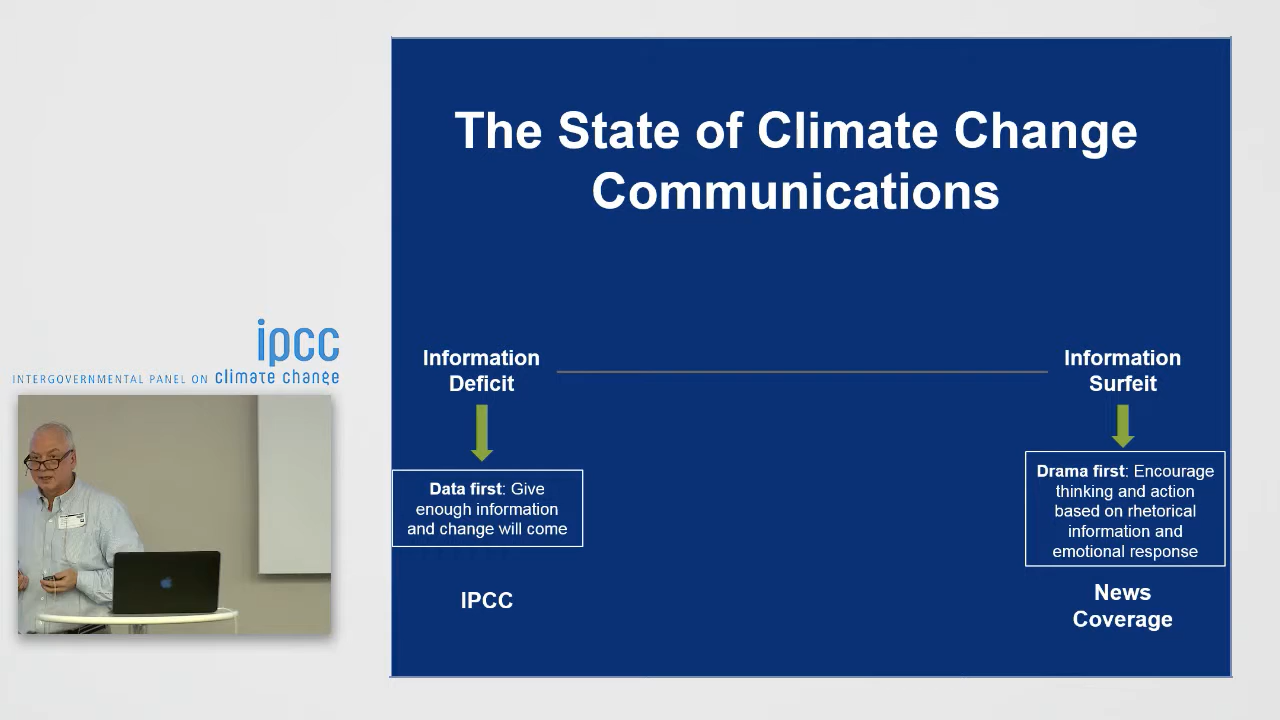 The State of Climate Change
Communications
ipcc
INTERGOVERNMENTAL PANEL ON climate change
Information
Deficit
Information
Surfeit
Data first: Give
enough information
and change will come
Drama first: Encourage
thinking and action
based on rhetorical
information and
emotional response
IPCC
News
Coverage